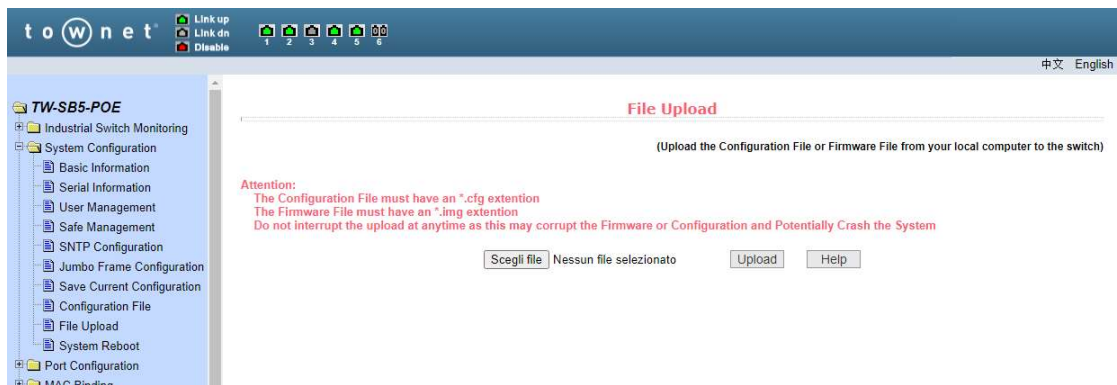 townet
Link up
Link dn
Disable
1 2 3 4 5 6
中文 English
TW-SB5-POE
Industrial Switch Monitoring
System Configuration
Basic Information
Serial Information
User Management
Safe Management
SNTP Configuration
Jumbo Frame Configuration
Save Current Configuration
Configuration File
File Upload
System Reboot
Port Configuration
MAC Binding
File Upload
(Upload the Configuration File or Firmware File from your local computer to the switch)
Attention:
The Configuration File must have an *.cfg extention
The Firmware File must have an *.img extention
Do not interrupt the upload at anytime as this may corrupt the Firmware or Configuration and Potentially Crash the System
Scegli file Nessun file selezionato Upload Help